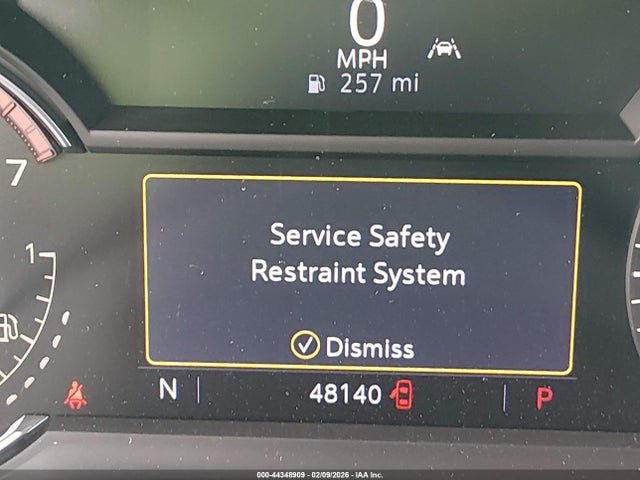 0
MPH
257 mi
7
1
Service Safety
Restraint System
Dismiss
N
48140
P
000-44348909 - 02/09/2026 - IAA Inc.